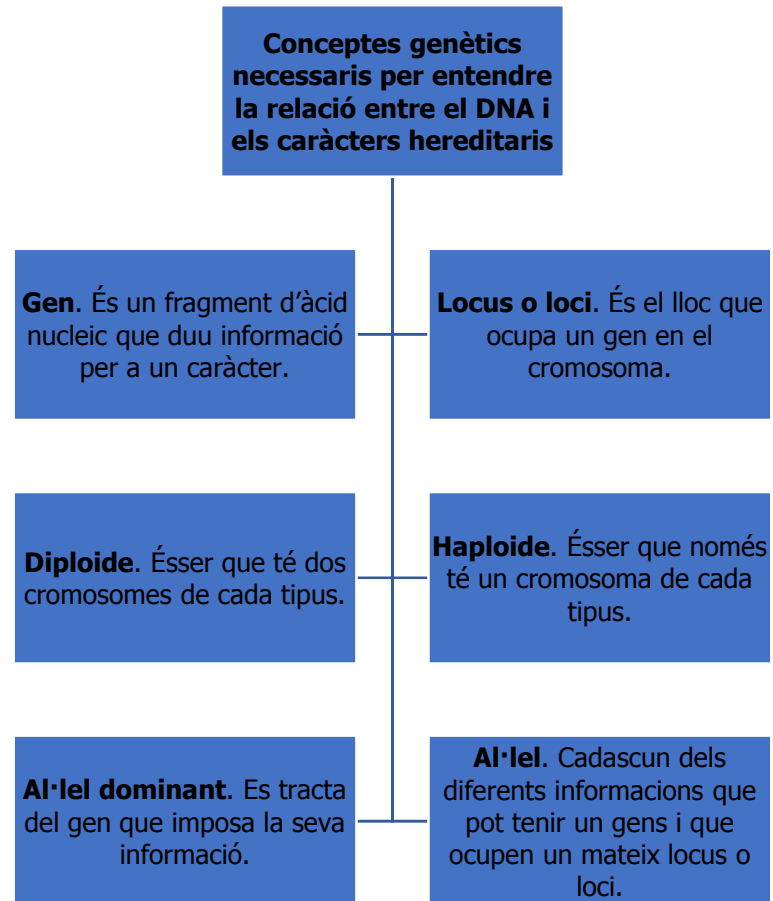 Conceptes genètics
necessaris per entendre
la relació entre el DNA i
els caràcters hereditaris
Gen. És un fragment d’àcid
nucleic que duu informació
per a un caràcter.
Locus o loci. És el lloc que
ocupa un gen en el
cromosoma.
Diploide. Ésser que té dos
cromosomes de cada tipus.
Haploide. Ésser que només
té un cromosoma de cada
tipus.
Al·lel dominant. Es tracta
del gen que imposa la seva
informació.
Al·lel. Cadascun dels
diferents informacions que
pot tenir un gens i que
ocupen un mateix locus o
loci.